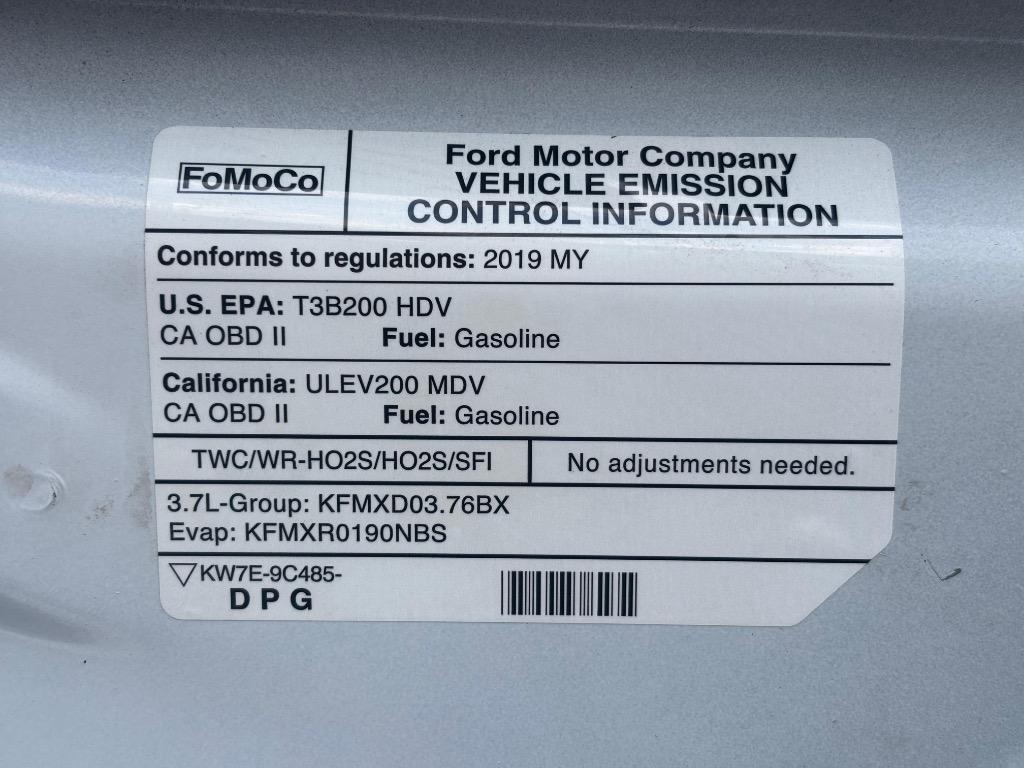 FoMoCo
Ford Motor Company
VEHICLE EMISSION
CONTROL INFORMATION
Conforms to regulations: 2019 MY
U.S. EPA: T3B200 HDV
CA OBD II Fuel: Gasoline
California: ULEV200 MDV
CA OBD II Fuel: Gasoline
TWC/WR-HO2S/HO2S/SFI
No adjustments needed.
3.7L-Group: KFMXD03.76BX
Evap: KFMXR0190NBS
KW7E-9C485-
D P G